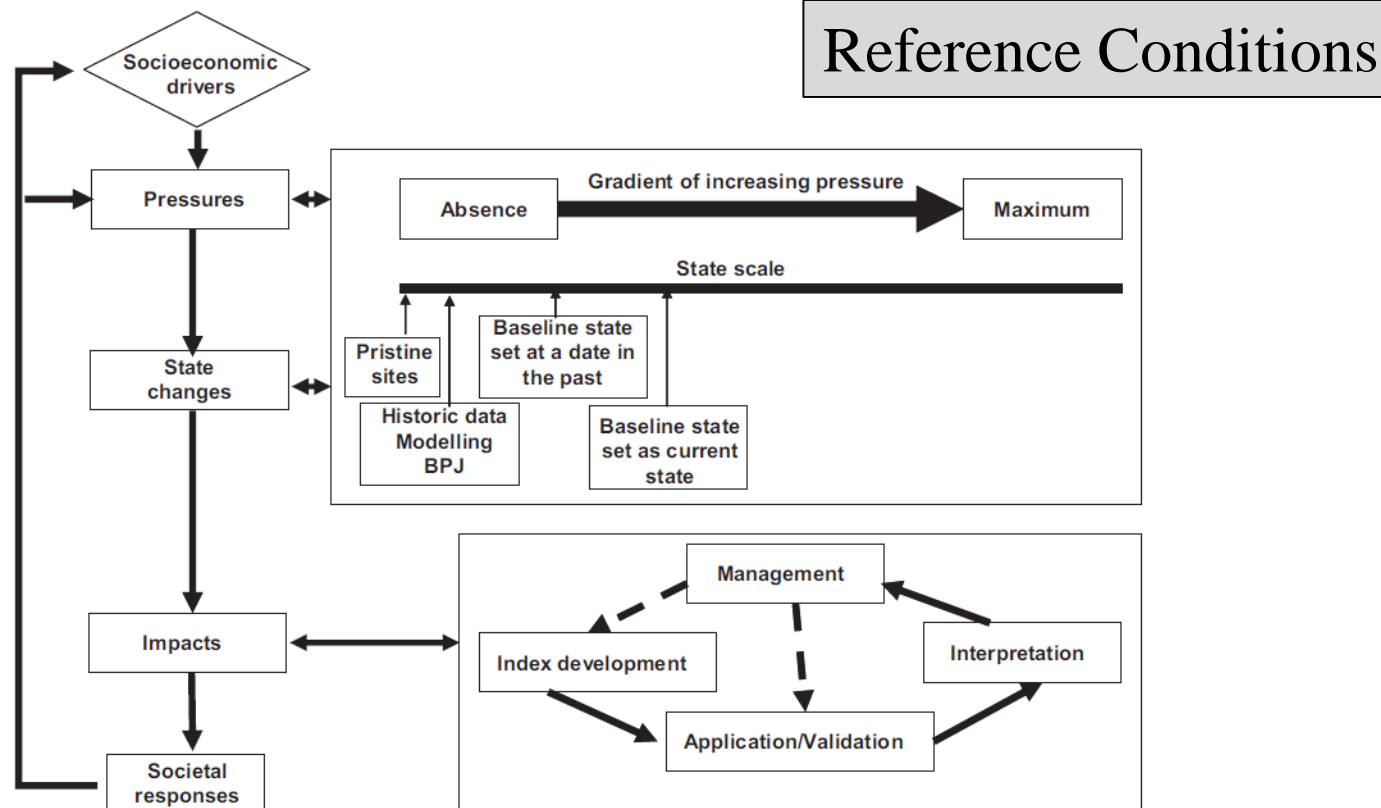 Reference Conditions
Socioeconomic
drivers
Pressures
Gradient of increasing pressure
Absence
Maximum
State scale
Pristine
sites
Historic data
Modelling
BPJ
Baseline state
set at a date in
the past
Baseline state
set as current
state
State
changes
Impacts
Management
Index development
Interpretation
Application/Validation
Societal
responses